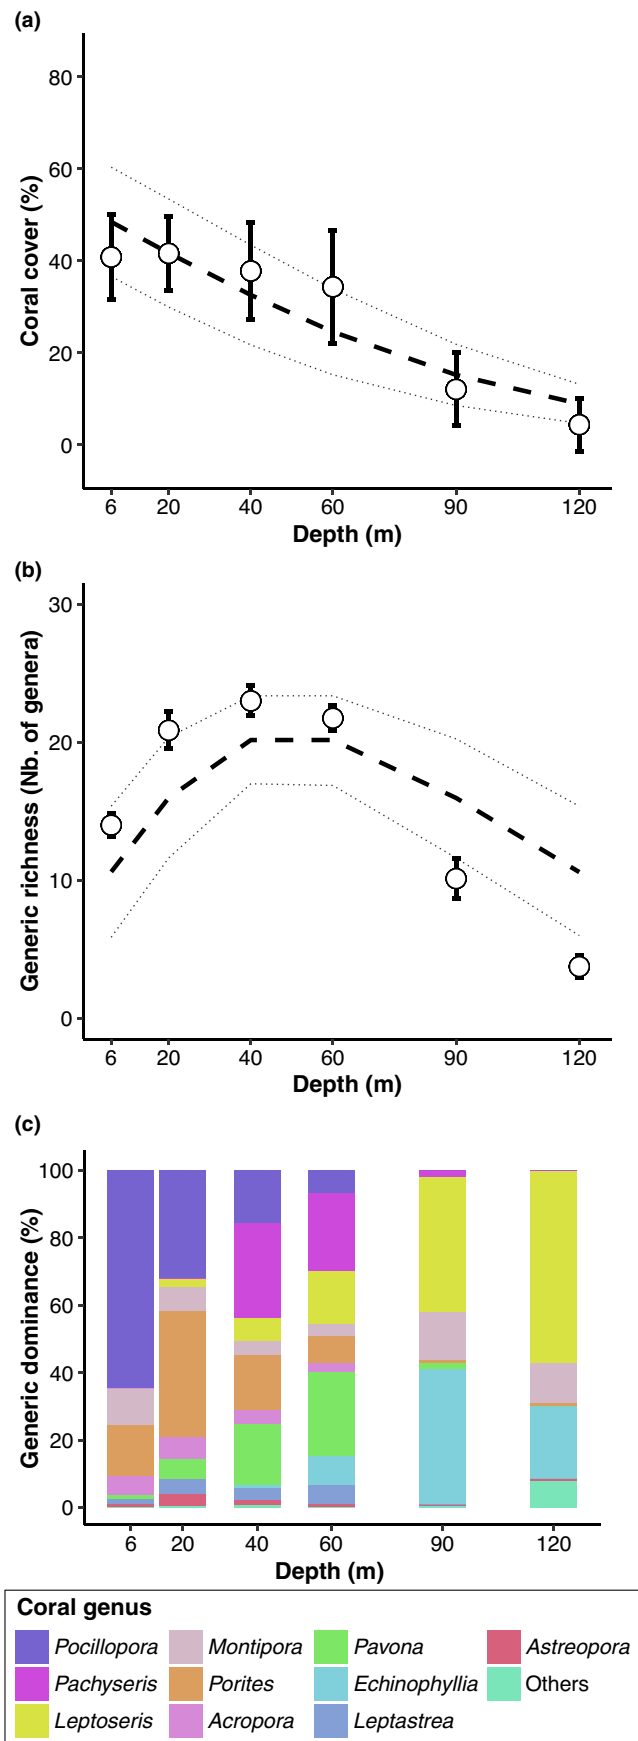 (a)
80
60
40
20
0
Coral cover (%)
6 20 40 60 90 120
Depth (m)
(b)
30
20
10
0
Generic richness (Nb. of genera)
6 20 40 60 90 120
Depth (m)
(c)
100
80
60
40
20
0
Generic dominance (%)
6 20 40 60 90 120
Depth (m)
Coral genus
Pocillopora Montipora Pavona Astreopora
Pachyseris Porites Echinophyllia Others
Leptoseris Acropora Leptastrea